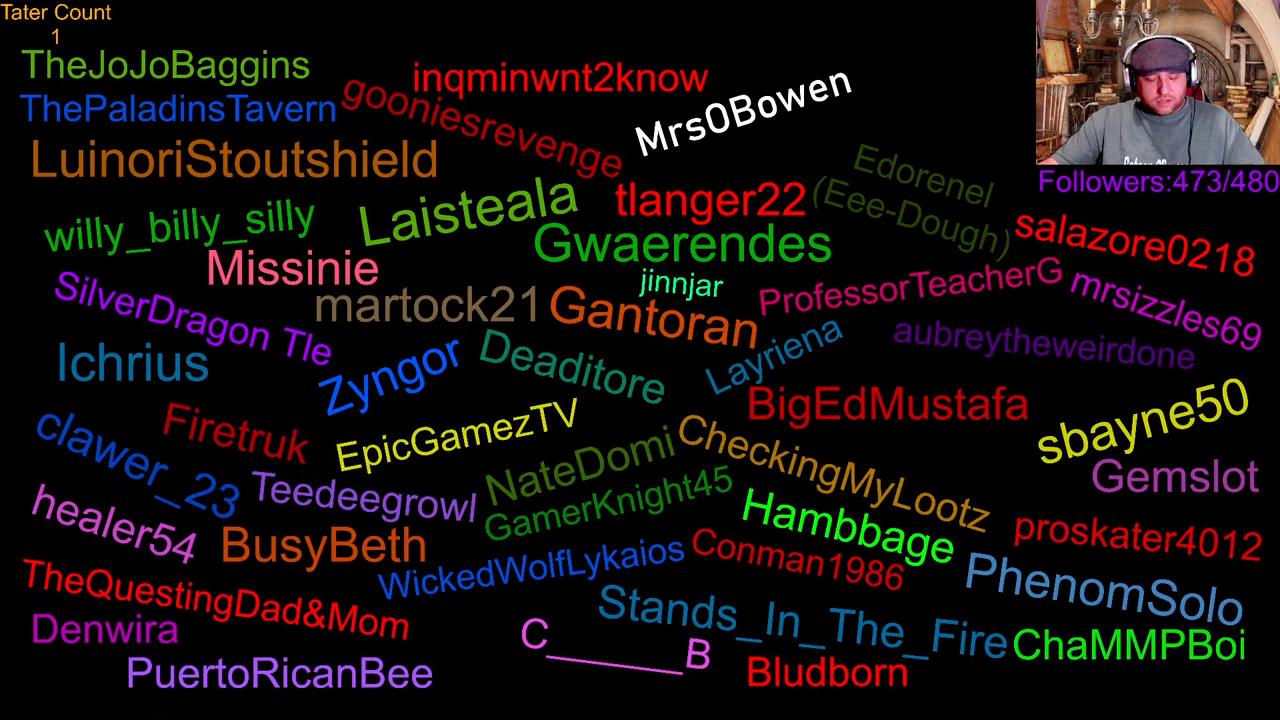 Tater Count
1
TheJoJoBaggins
inqminwnt2know
gooniesrevenge
MrsOBowen
ThePaladinsTavern
LuinoriStoutshield
Edorenel
(Eee-Dough)
Followers:473/480
willy_billy_silly
Laisteala
tlanger22
Gwaerendes
salazore0218
Missinie
jinnjar
ProfessorTeacherG
mrsizzles69
SilverDragon Tle
martock21
Gantoran
Layriena
aubreytheweirdone
Ichrius
Zyngor
Deaditore
BigEdMustafa
sbayne50
clawer_23
Firetruk
EpicGamezTV
NateDomi
CheckingMyLootz
Gemslot
Teedeegrowl
GamerKnight45
Hambbage
proskater4012
healer54
BusyBeth
WickedWolfLykaios
Conman1986
PhenomSolo
TheQuestingDad&Mom
Stands_In_The_Fire
ChaMMPBoi
Denwira
C______B
PuertoRicanBee
Bludborn